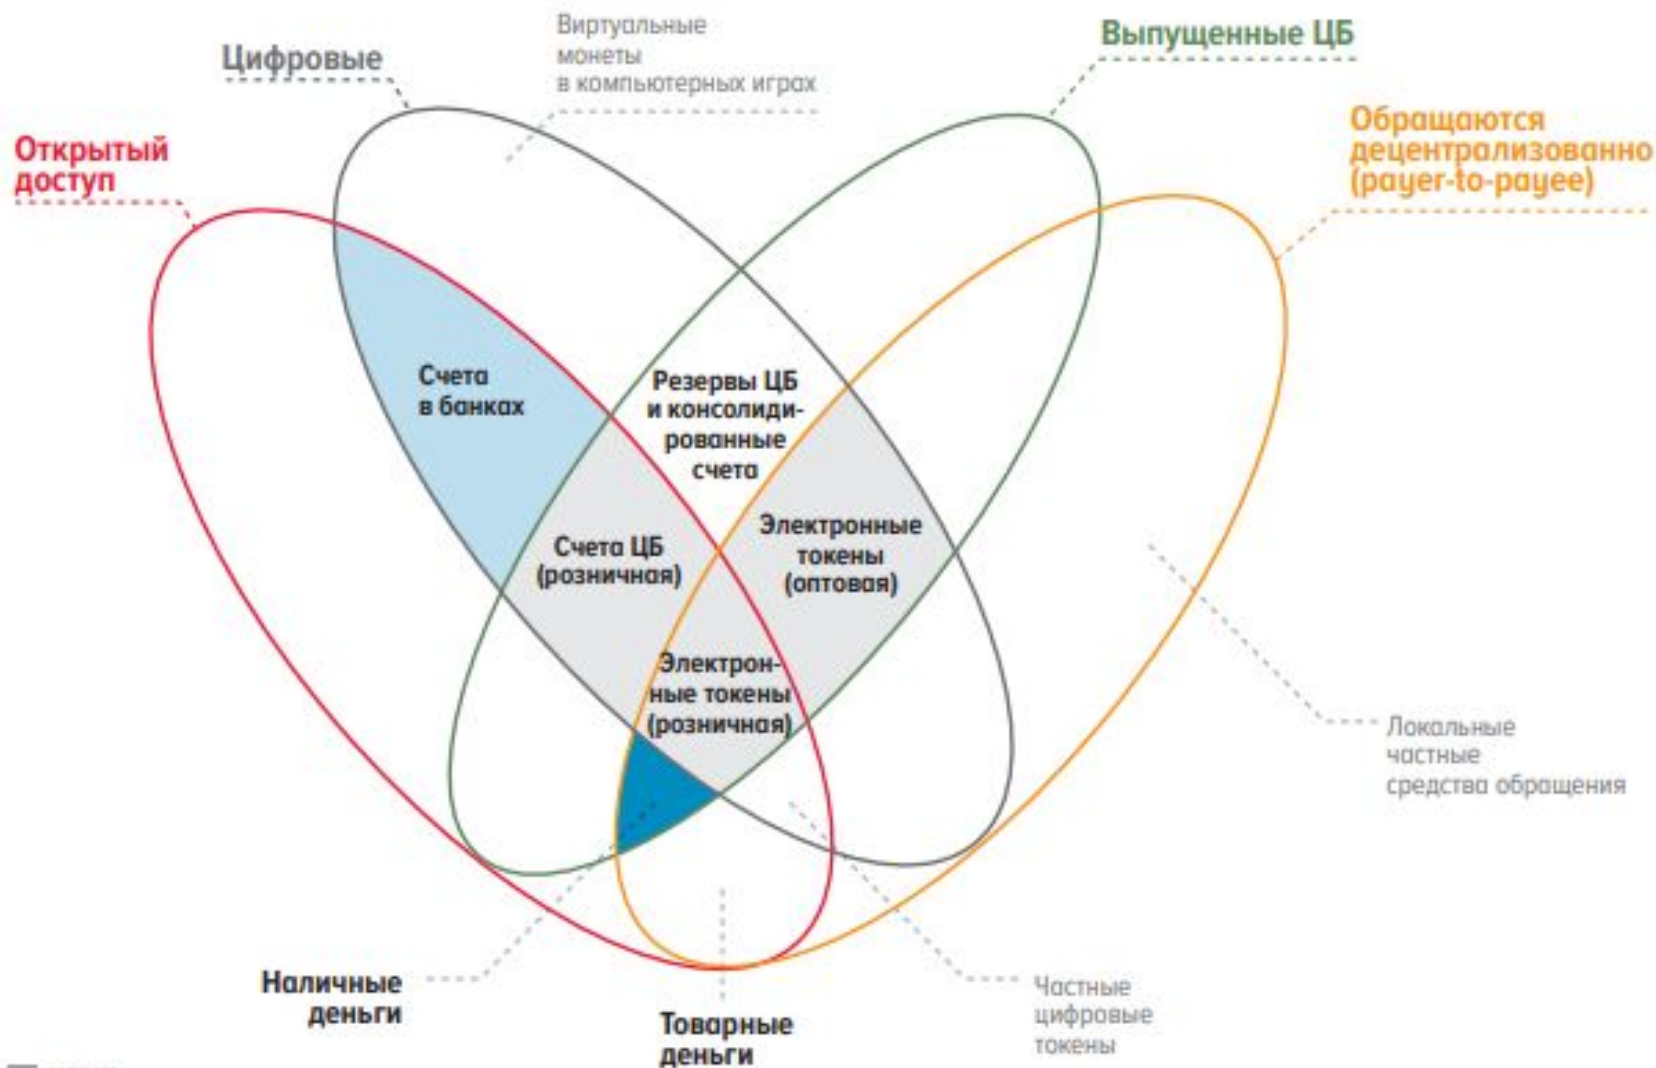 Цифровые
Виртуальные
монеты
в компьютерных играх
Выпущенные ЦБ
Открытый
доступ
Обращаются
децентрализованно
(payer-to-payee)
Счета
в банках
Резервы ЦБ
и консолиди-
рованные
счета
Счета ЦБ
(розничная)
Электронные
токены
(оптовая)
Электрон-
ные токены
(розничная)
Локальные
частные
средства обращения
Наличные
деньги
Товарные
деньги
Частные
цифровые
токены